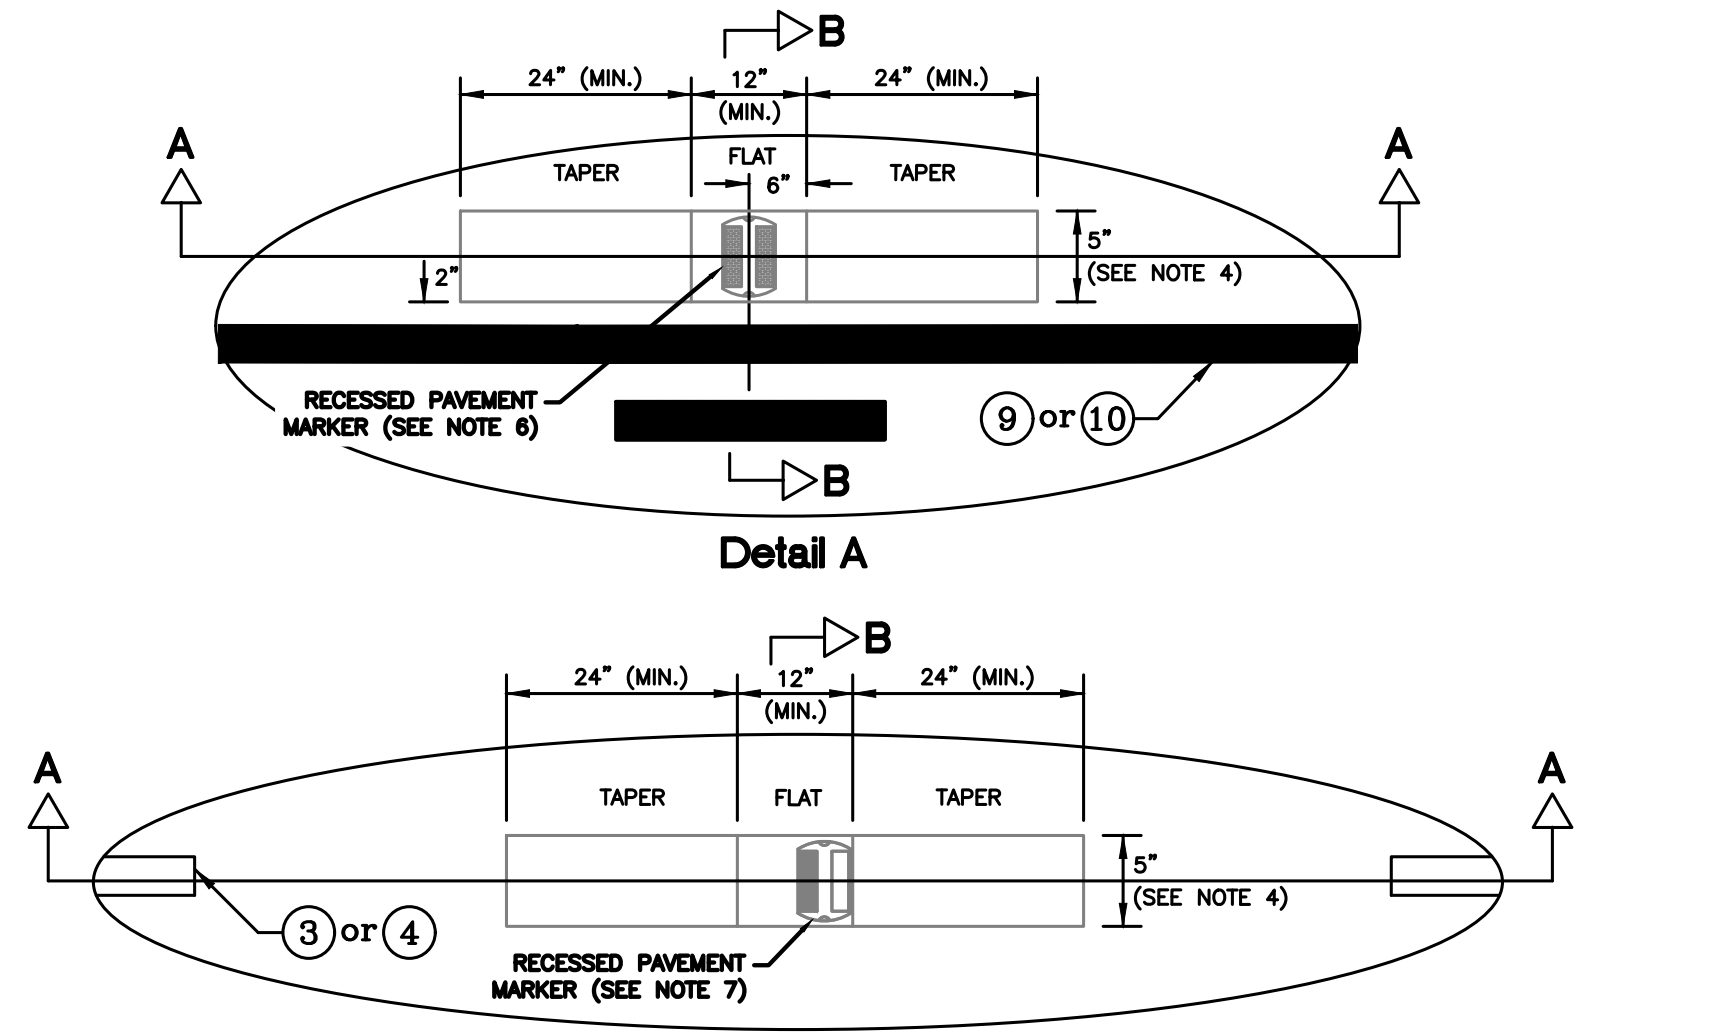 B
24” (MIN.) 12” 24” (MIN.)
(MIN.)
A A
FLAT
TAPER 6” TAPER
5”
2” (SEE NOTE 4)
RECESSED PAVEMENT
MARKER (SEE NOTE 6)
9 or 10
B
Detail A
B
24” (MIN.) 12” 24” (MIN.)
(MIN.)
A A
TAPER FLAT TAPER
5”
(SEE NOTE 4)
3 or 4
RECESSED PAVEMENT
MARKER (SEE NOTE 7)